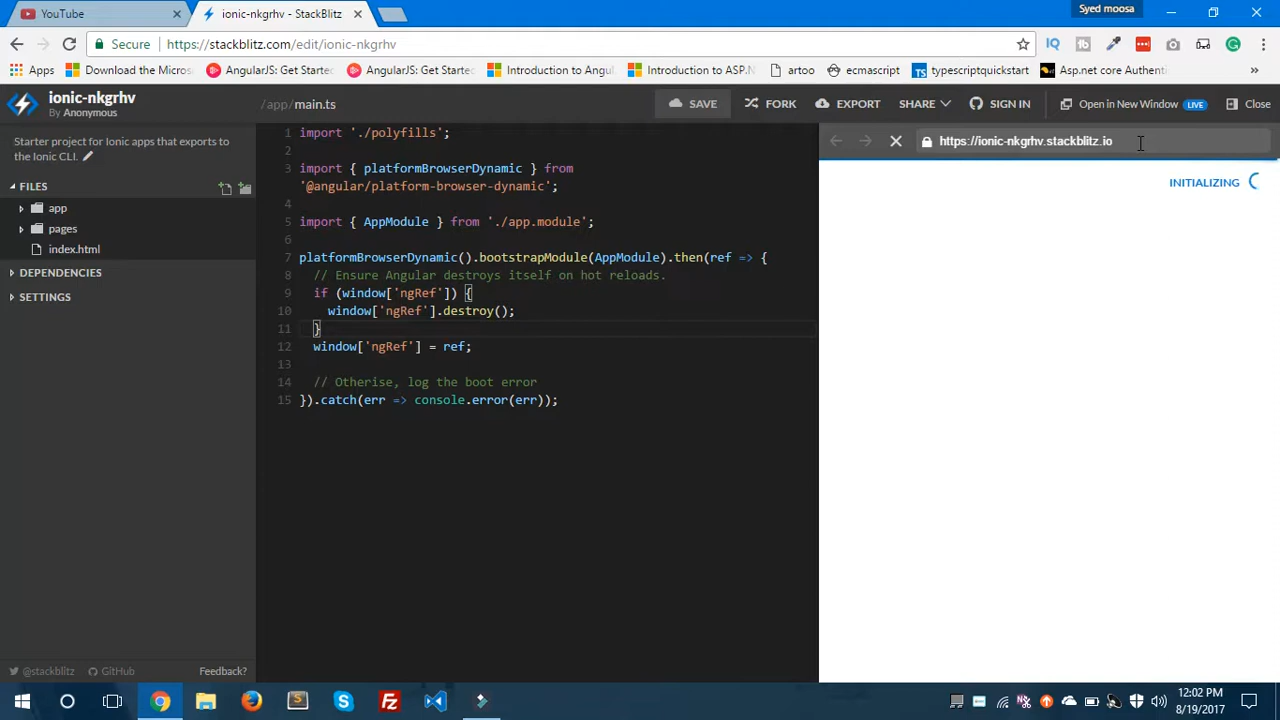 YouTube
ionic-nkgrhv - StackBlitz
Syed moosa
Secure
https://stackblitz.com/edit/ionic-nkgrhv
Apps
Download the Micros
AngularJS: Get Starte
AngularJS: Get Starte
Introduction to Angul
Introduction to ASP.N
artoo
ecmascript
typescriptquickstart
Asp.net core Authenti
ionic-nkgrhv
By Anonymous
/app/main.ts
SAVE
FORK
EXPORT
SHARE
SIGN IN
Open in New Window
LIVE
Close
Starter project for Ionic apps that exports to
the Ionic CLI.
FILES
app
pages
index.html
DEPENDENCIES
SETTINGS
1 import './polyfills';
2
3 import { platformBrowserDynamic } from
'@angular/platform-browser-dynamic';
4
5 import { AppModule } from './app.module';
6
7 platformBrowserDynamic().bootstrapModule(AppModule).then(ref => {
8 // Ensure Angular destroys itself on hot reloads.
9 if (window['ngRef']) {
10 window['ngRef'].destroy();
11 }
12 window['ngRef'] = ref;
13
14 // Otherise, log the boot error
15 }).catch(err => console.error(err));
https://ionic-nkgrhv.stackblitz.io
INITIALIZING
@stackblitz
GitHub
Feedback?
12:02 PM
8/19/2017